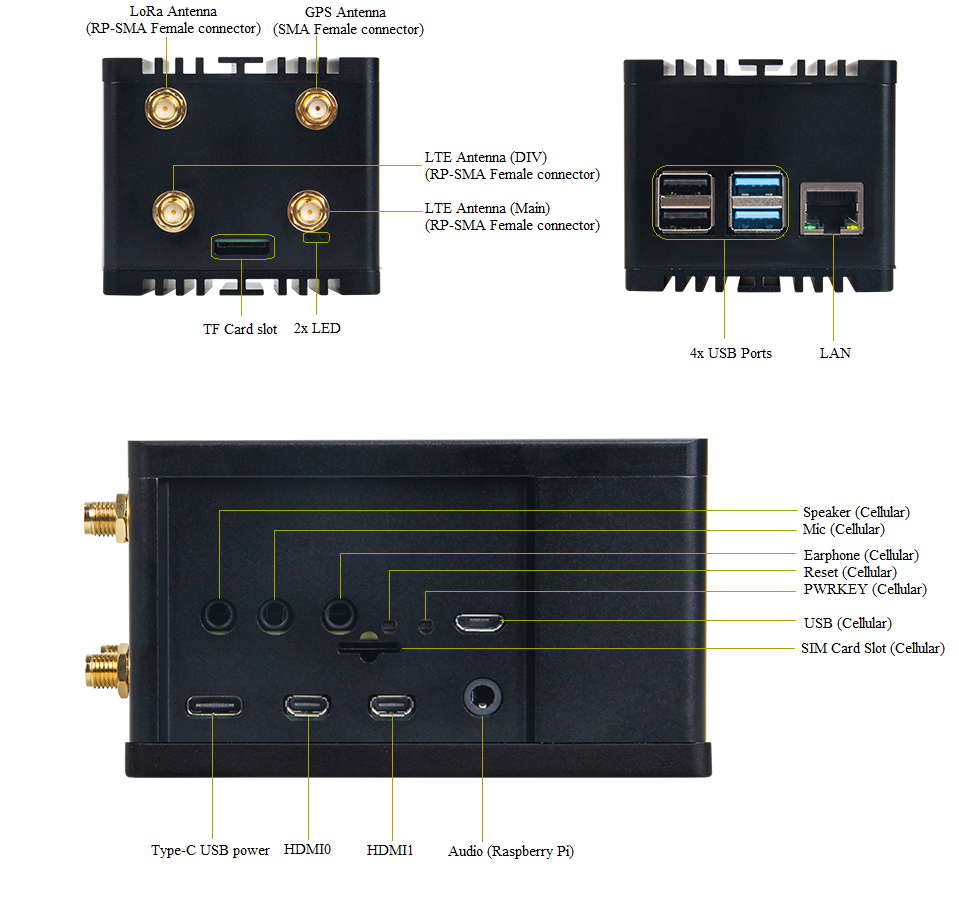 LoRa Antenna
(RP-SMA Female connector)
GPS Antenna
(SMA Female connector)
LTE Antenna (DIV)
(RP-SMA Female connector)
LTE Antenna (Main)
(RP-SMA Female connector)
TF Card slot
2x LED
4x USB Ports
LAN
Speaker (Cellular)
Mic (Cellular)
Earphone (Cellular)
Reset (Cellular)
PWRKEY (Cellular)
USB (Cellular)
SIM Card Slot (Cellular)
Type-C USB power
HDMI0
HDMI1
Audio (Raspberry Pi)